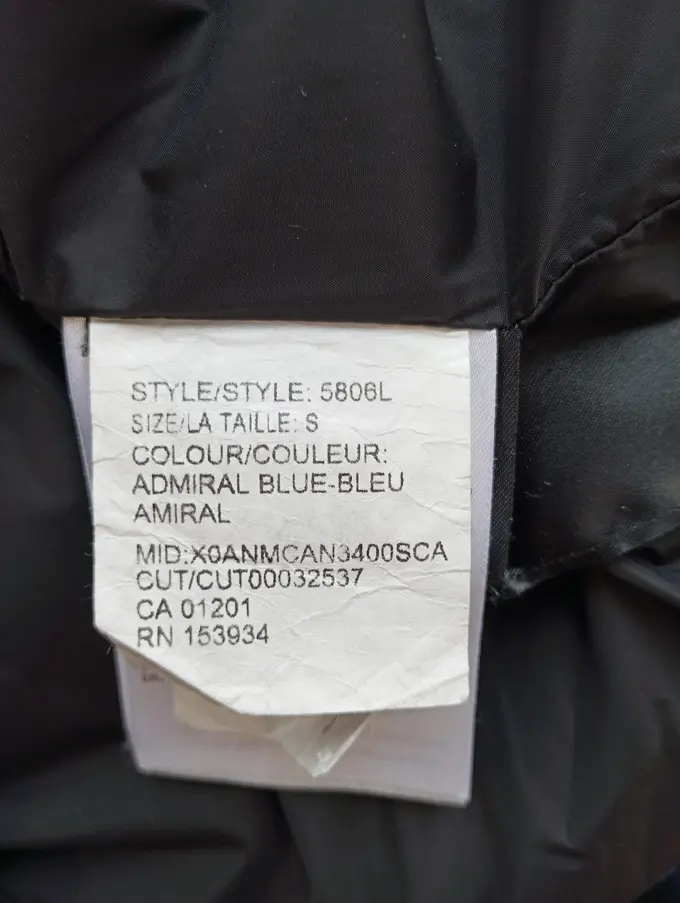 STYLE/STYLE: 5806L
SIZE/LA TAILLE: S
COLOUR/COULEUR:
ADMIRAL BLUE-BLEU
AMIRAL
MID:X0ANMCAN3400SCA
CUT/CUT00032537
CA 01201
RN 153934